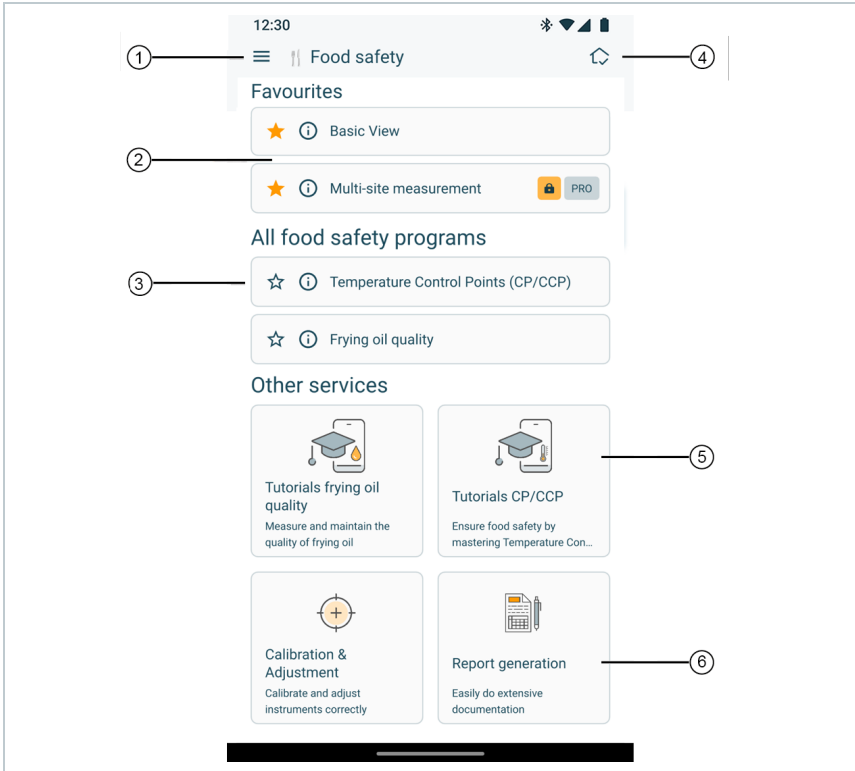 12:30
1
Food safety
4
Favourites
Basic View
2
Multi-site measurement PRO
All food safety programs
3
Temperature Control Points (CP/CCP)
Frying oil quality
Other services
Tutorials frying oil
quality
Measure and maintain the
quality of frying oil
Tutorials CP/CCP
Ensure food safety by
mastering Temperature Con...
5
Calibration &
Adjustment
Calibrate and adjust
instruments correctly
Report generation
Easily do extensive
documentation
6